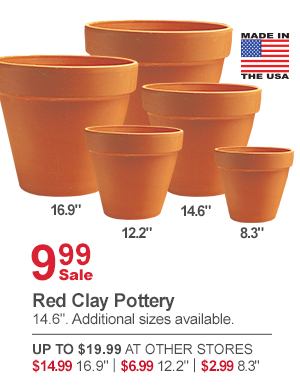 MADE IN
THE USA
16.9"
14.6"
12.2"
8.3"
9.99
Sale
Red Clay Pottery
14.6". Additional sizes available.
UP TO $19.99 AT OTHER STORES
$14.99 16.9" | $6.99 12.2" | $2.99 8.3"